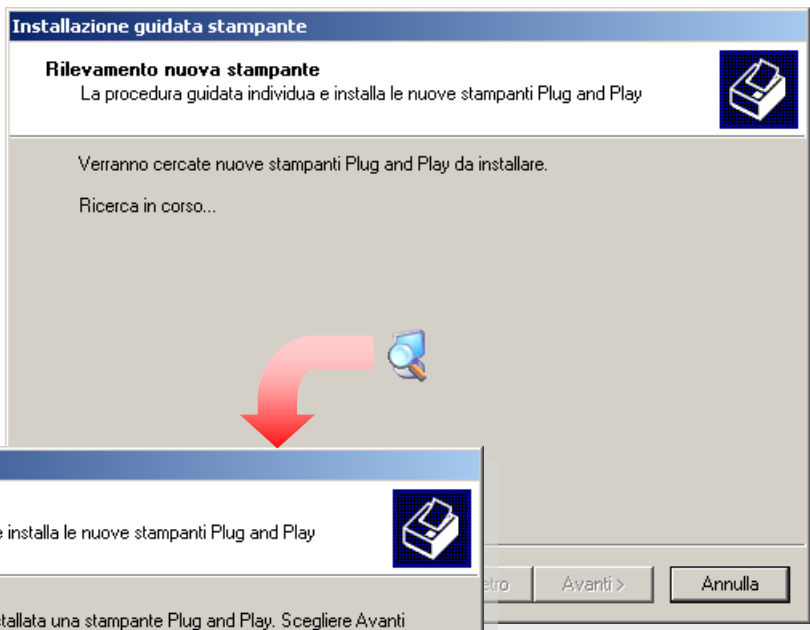 Installazione guidata stampante
Rilevamento nuova stampante
La procedura guidata individua e installa le nuove stampanti Plug and Play
Verranno cercate nuove stampanti Plug and Play da installare.
Ricerca in corso...
e installa le nuove stampanti Plug and Play
etro Avanti > Annulla
tallata una stampante Plug and Play. Scegliere Avanti